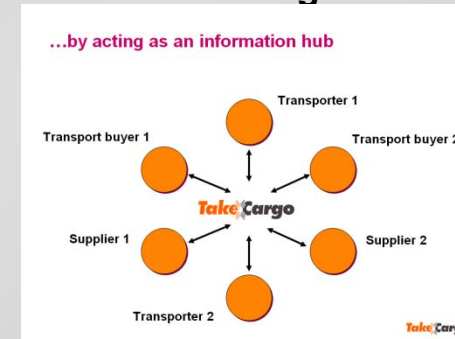 ...by acting as an information hub
Transporter 1
Transport buyer 1
Transport buyer 2
TakeCargo
Supplier 1
Supplier 2
Transporter 2